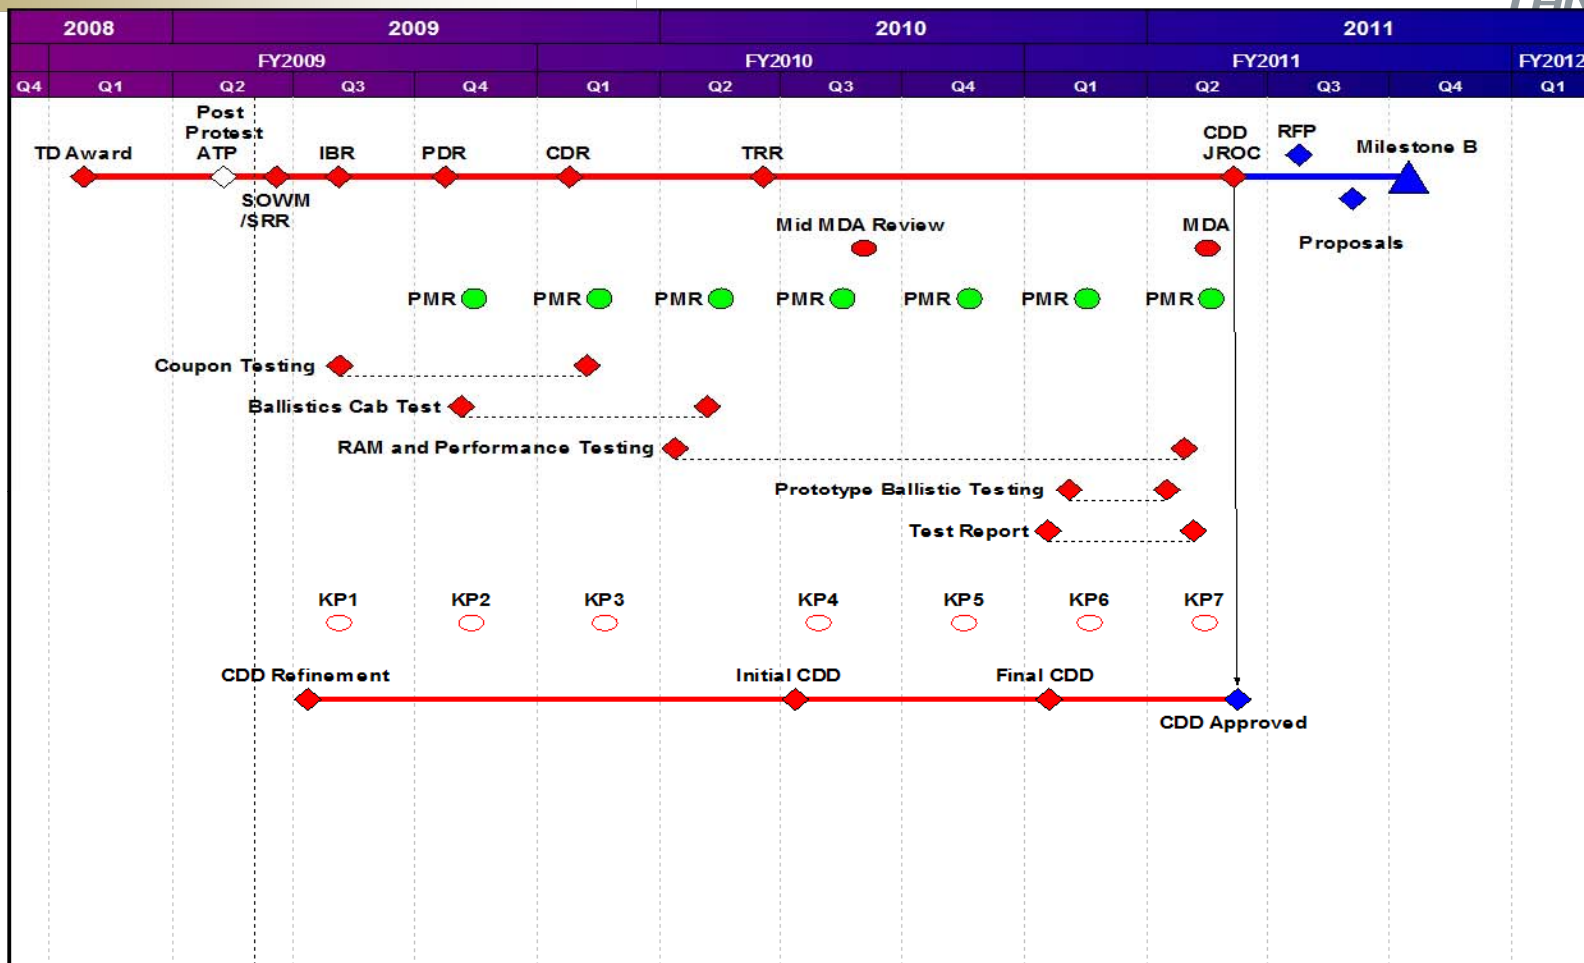 2008 2009 2010 2011
FY2009 FY2010 FY2011 FY2012
Q4 Q1 Q2 Q3 Q4 Q1 Q2 Q3 Q4 Q1 Q2 Q3 Q4 Q1
Post
Protest
TD Award ATP IBR PDR CDR TRR
CDD
JROC
RFP
Milestone B
SOWM
/SRR
Mid MDA Review MDA
Proposals
PMR PMR PMR PMR PMR PMR PMR
Coupon Testing
Ballistics Cab Test
RAM and Performance Testing
Prototype Ballistic Testing
Test Report
KP1 KP2 KP3 KP4 KP5 KP6 KP7
CDD Refinement Initial CDD Final CDD
CDD Approved